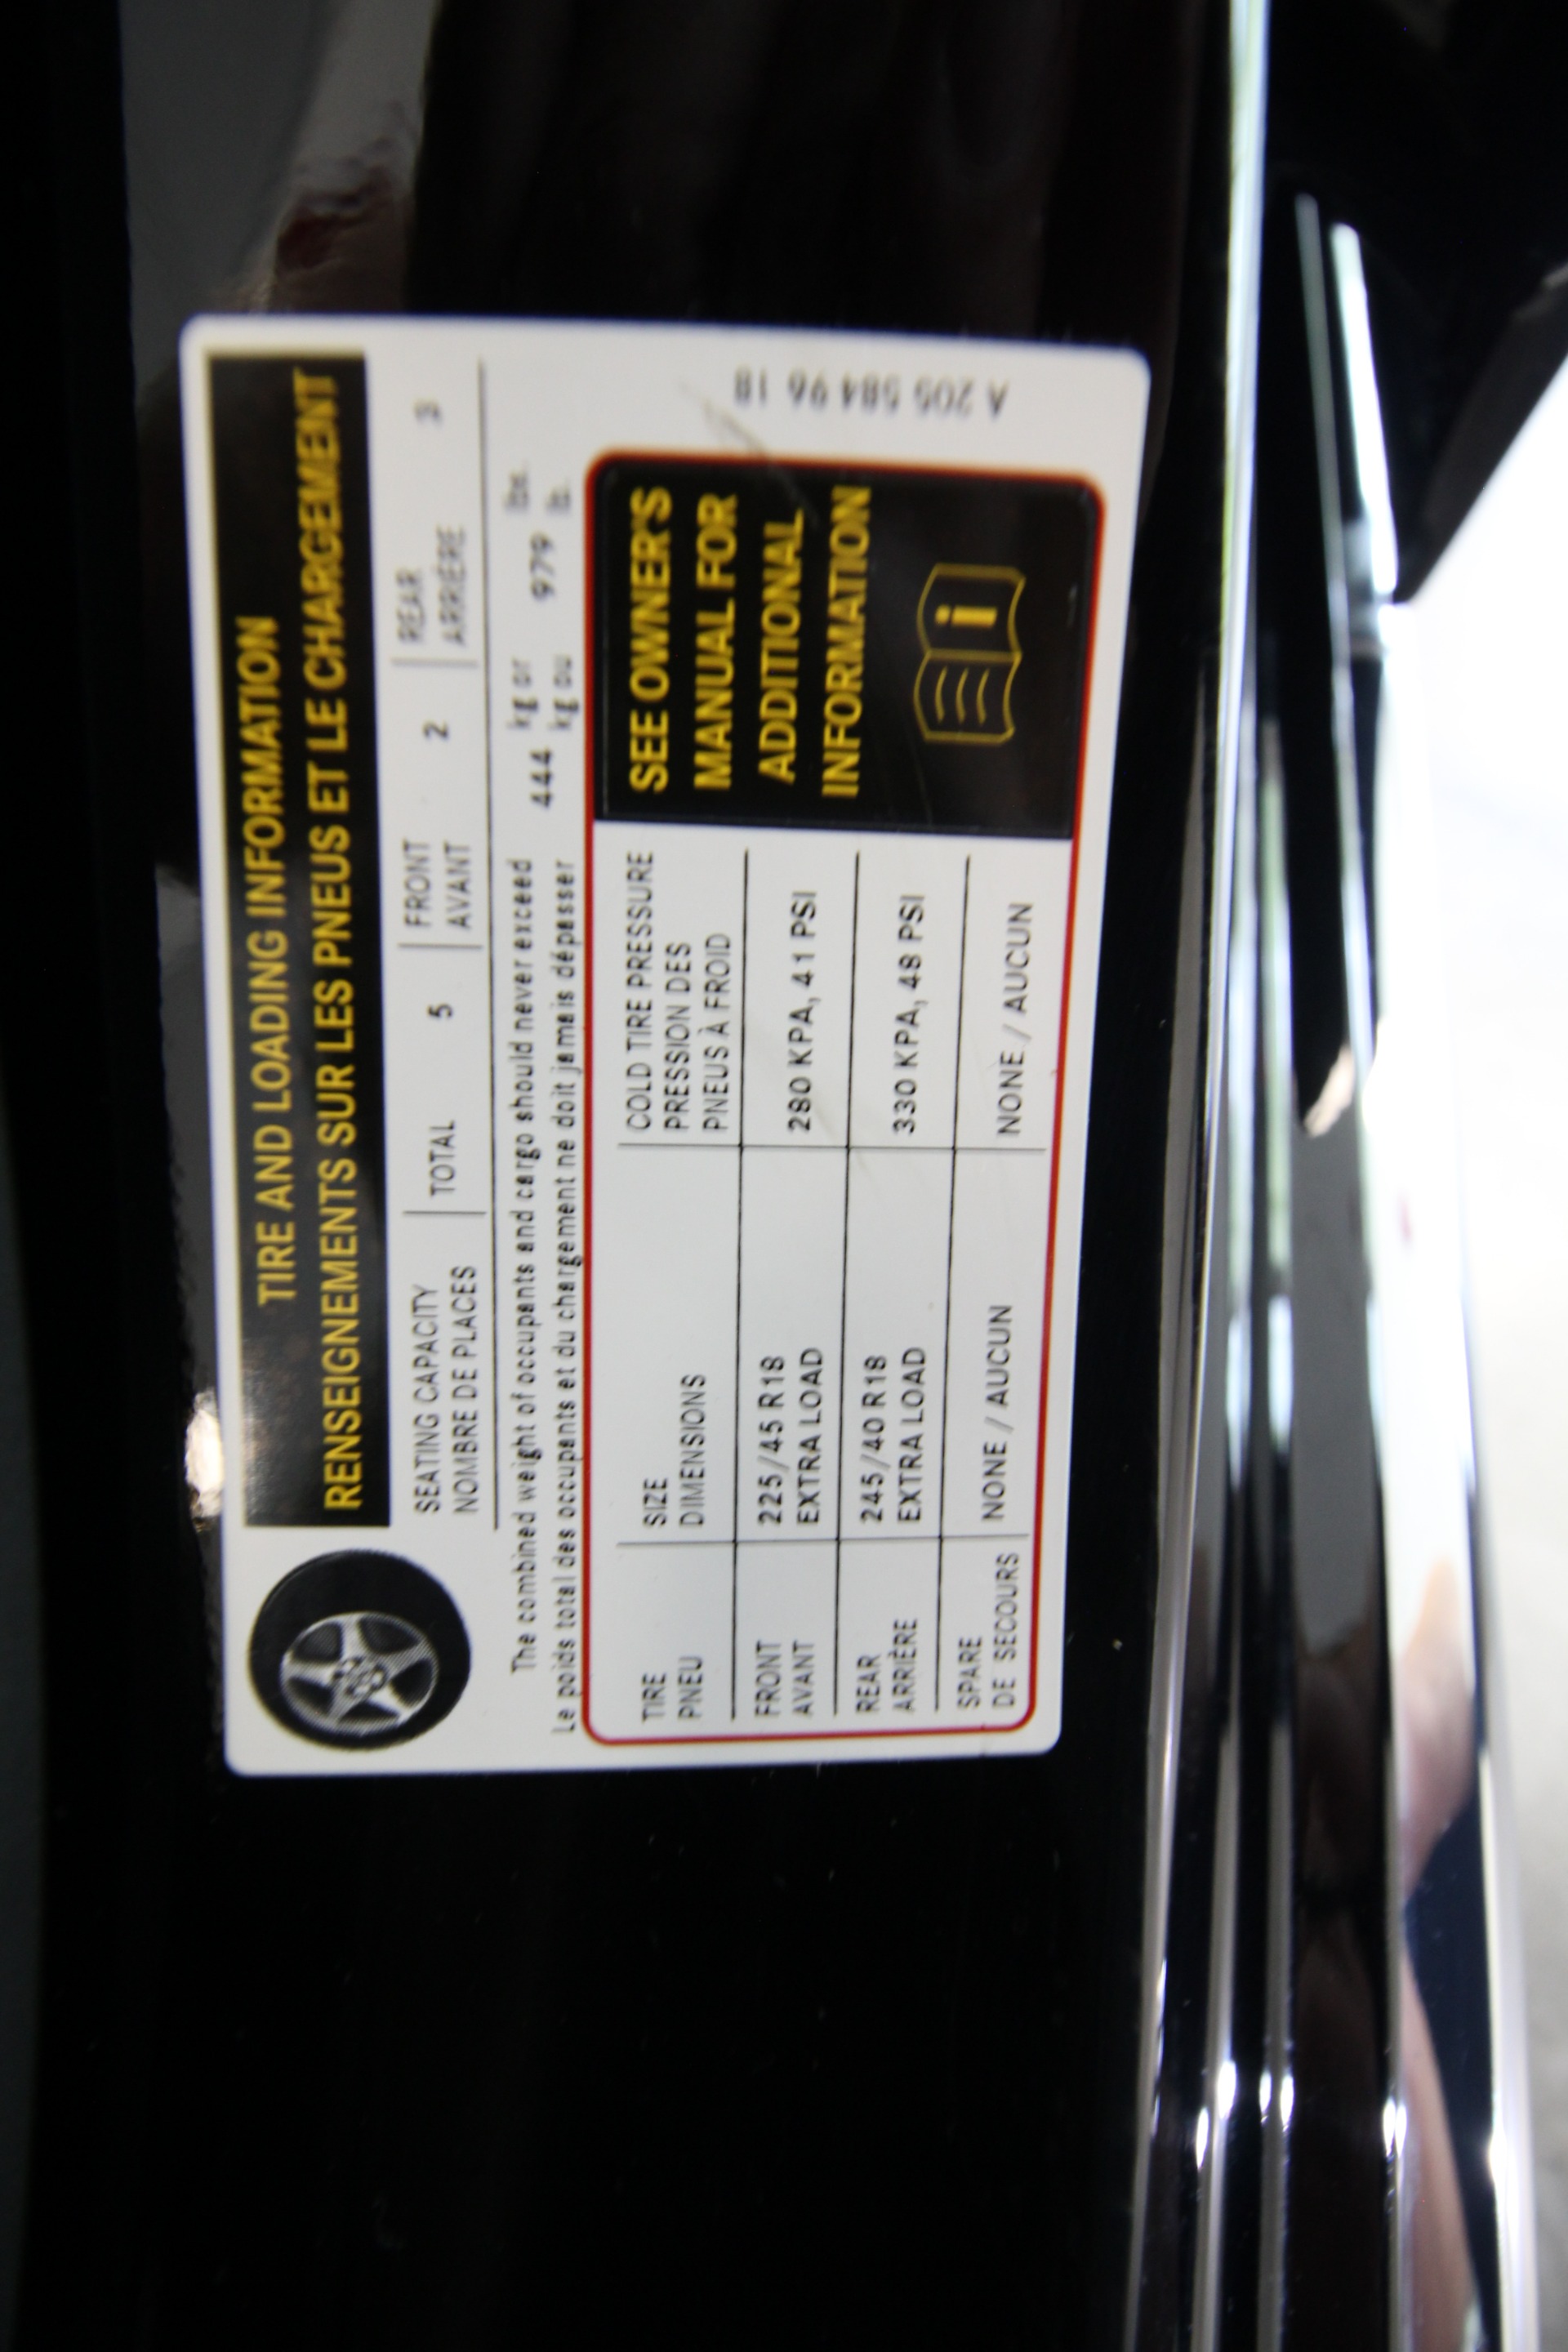 TIRE AND LOADING INFORMATION
RENSEIGNEMENTS SUR LES PNEUS ET LE CHARGEMENT
SEATING CAPACITY
NOMBRE DE PLACES
TOTAL 5
FRONT
AVANT
2
REAR
ARRIÈRE
3
The combined weight of occupants and cargo should never exceed 444 kg or 979 lbs.
Le poids total des occupants et du chargement ne doit jamais dépasser kg ou lb.
TIRE
PNEU
SIZE
DIMENSIONS
COLD TIRE PRESSURE
PRESSION DES
PNEUS À FROID
FRONT
AVANT
225/45 R18
EXTRA LOAD
280 KPA, 41 PSI
REAR
ARRIÈRE
245/40 R18
EXTRA LOAD
330 KPA, 48 PSI
SPARE
DE SECOURS
NONE / AUCUN
NONE / AUCUN
SEE OWNER'S
MANUAL FOR
ADDITIONAL
INFORMATION
A 205 584 96 18